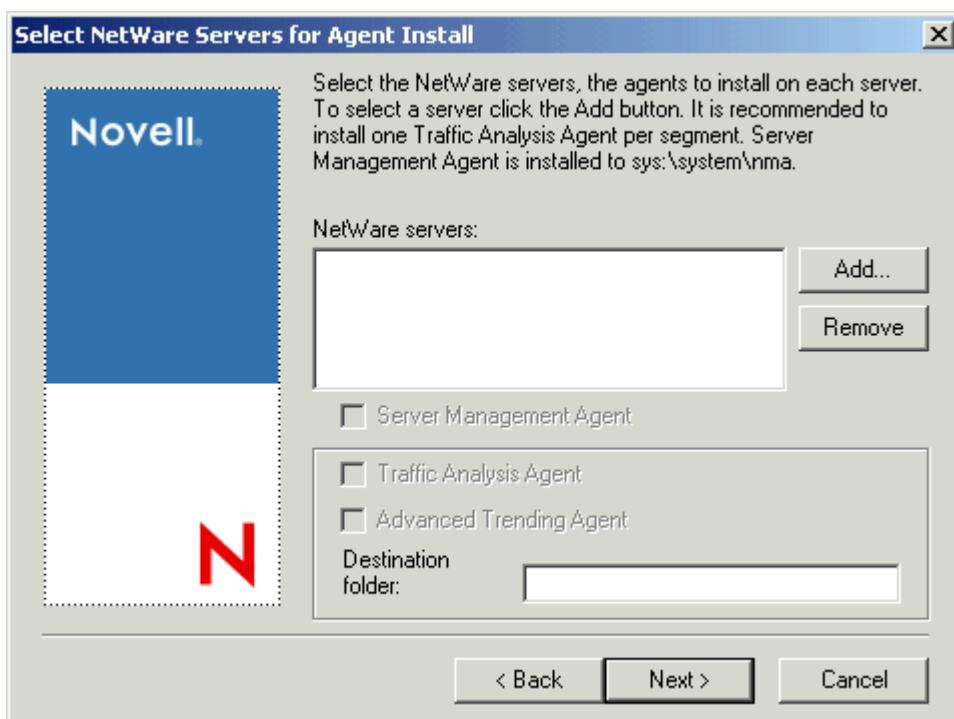 Select NetWare Servers for Agent Install
Novell®
Select the NetWare servers, the agents to install on each server.
To select a server click the Add button. It is recommended to
install one Traffic Analysis Agent per segment. Server
Management Agent is installed to sys:\system\nma.
NetWare servers:
Add...
Remove
Server Management Agent
Traffic Analysis Agent
Advanced Trending Agent
Destination
folder:
N
< Back
Next >
Cancel